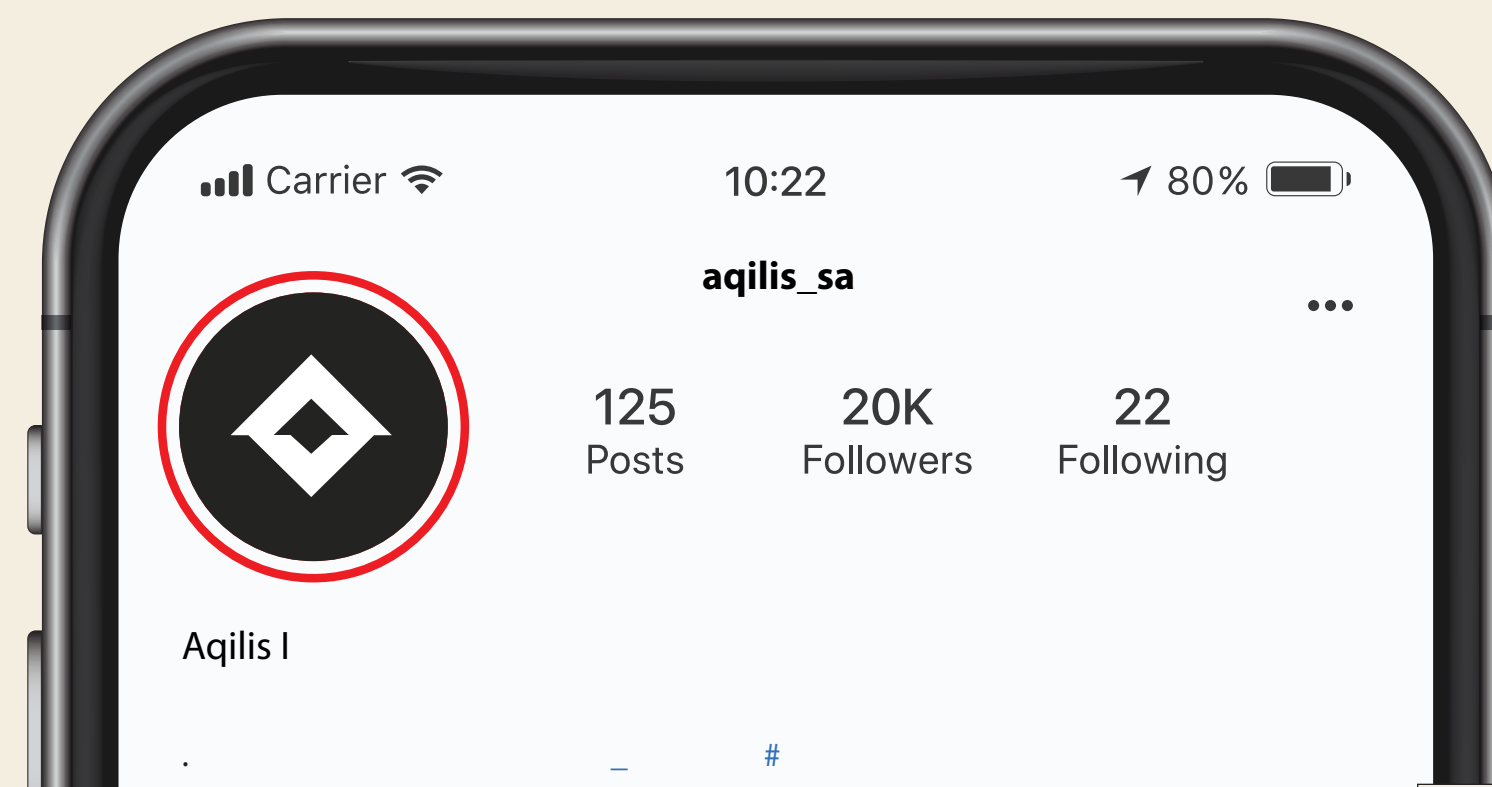 Carrier 10:22 80%
aqilis_sa
125 20K 22
Posts Followers Following
Aqilis I
. _ #